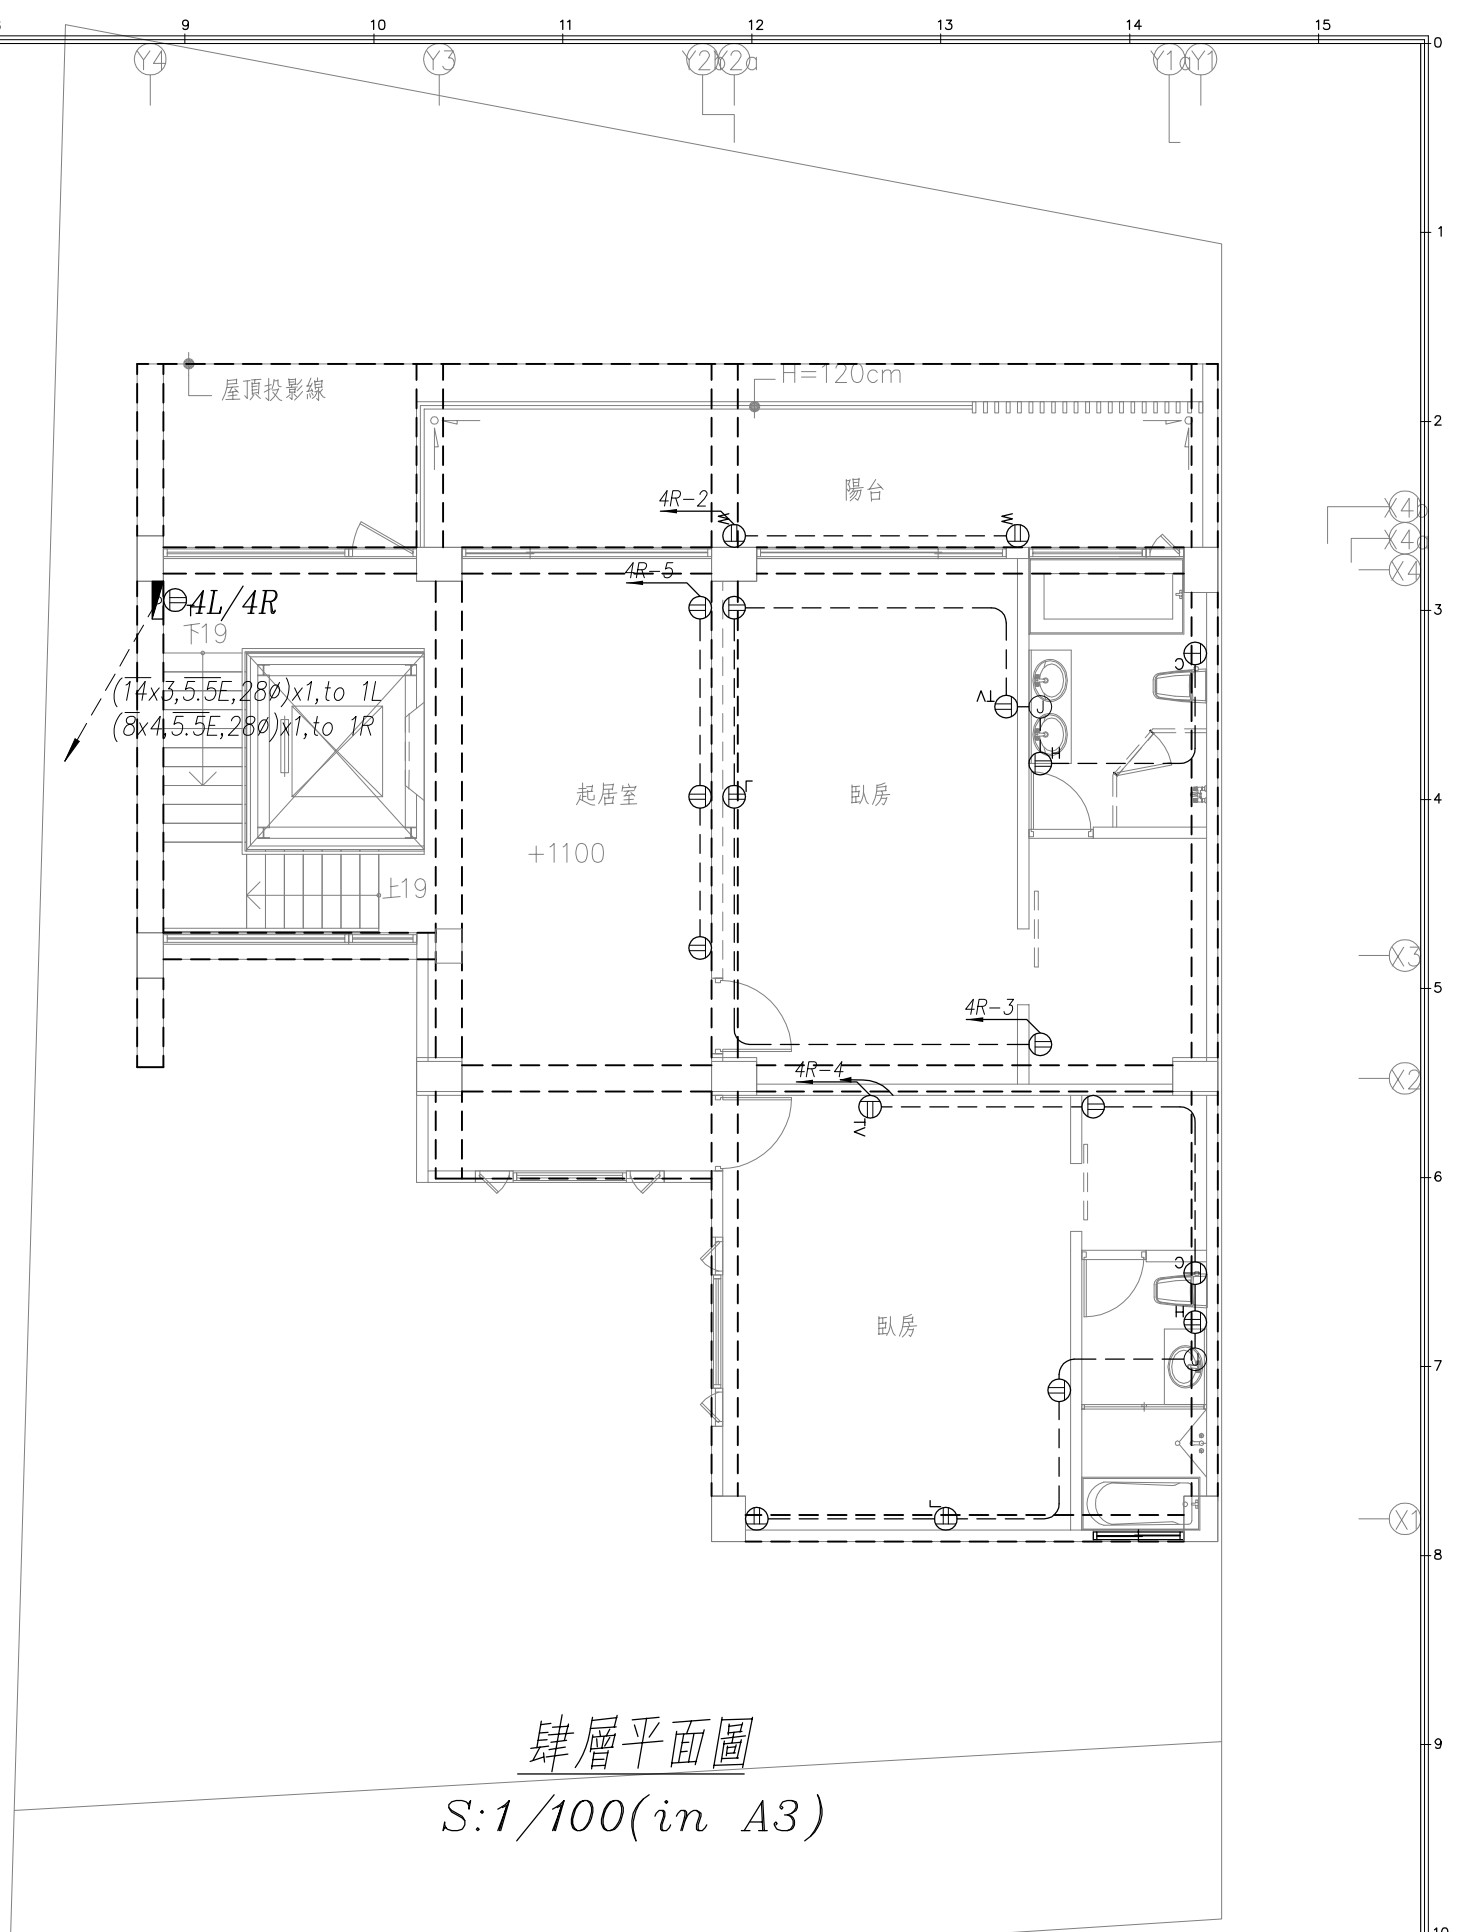 9 10 11 12 13 14 15
0
Y4 Y3 Y2b Y2a Y1a Y1
1
屋頂投影線
H=120cm
2
陽台
4R-2
W
W
X4b
X4a
X4
4R-5
3
4L/4R
T
下19
C
(14x3,5.5E,28ø)x1,to 1L
(8x4,5.5E,28ø)x1,to 1R
TV
J
H
起居室
臥房
L
4
+1100
上19
X3
5
4R-3
4R-4
X2
TV
6
C
H
臥房
7
L
X1
8
肆層平面圖
9
S:1/100(in A3)
10